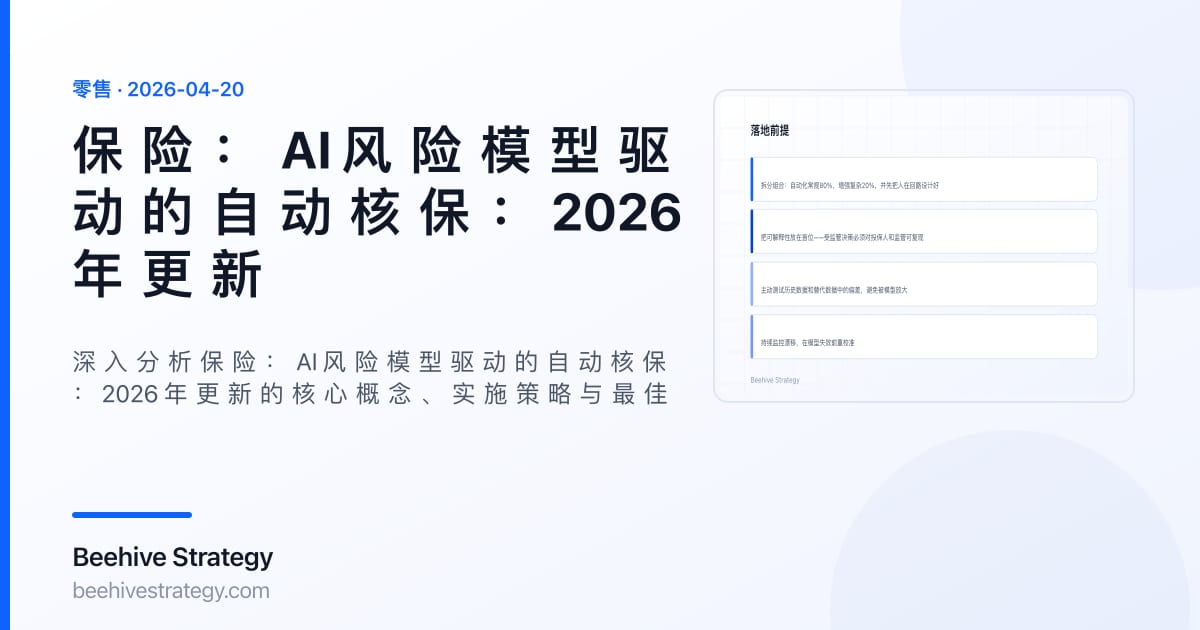 零售 · 2026-04-20
保险：AI风险模型驱
动的自动核保：2026
年更新
深入分析保险：AI风险模型驱动的自动核保
：2026年更新的核心概念、实施策略与最佳
Beehive Strategy
beehivestrategy.com
落地前提
拆分组合：自动化常规80%、增强复杂20%，并先把人在回路设计好
把可解释性放在首位——受监管决策必须对投保人和监管可复现
主动测试历史数据和替代数据中的偏差，避免被模型放大
持续监控漂移，在模型失效前重校准
Beehive Strategy